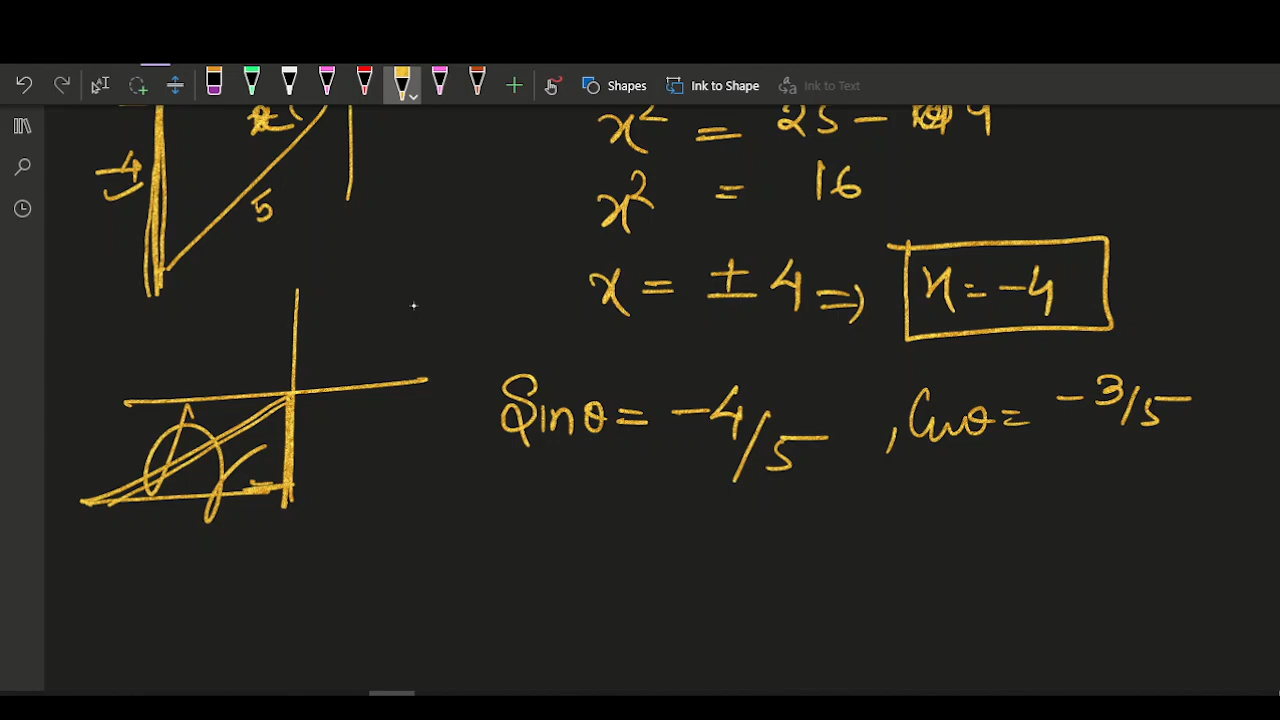 Shapes Ink to Shape Ink to Text
x² = 25 - 9
-4
5
x² = 16
x = ± 4 => x = -4
Sinθ = -4/5 , Cosθ = -3/5